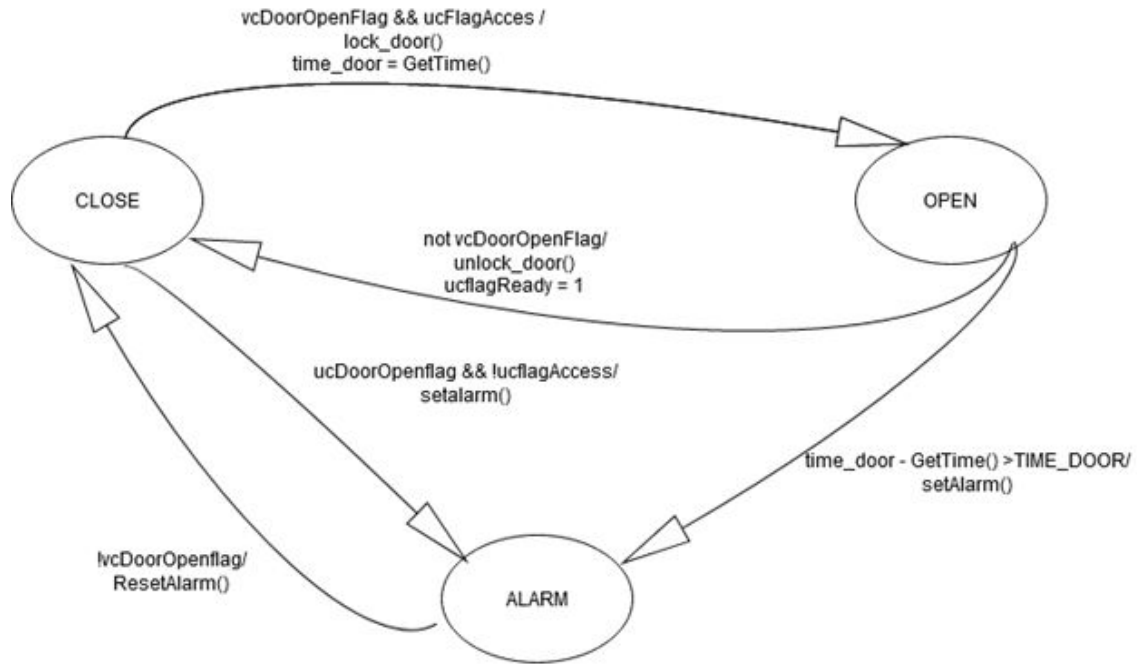 vcDoorOpenFlag && ucFlagAcces /
lock_door()
time_door = GetTime()
CLOSE
OPEN
not vcDoorOpenFlag/
unlock_door()
ucflagReady = 1
ucDoorOpenflag && !ucflagAccess/
setalarm()
time_door - GetTime() >TIME_DOOR/
setAlarm()
!vcDoorOpenflag/
ResetAlarm()
ALARM